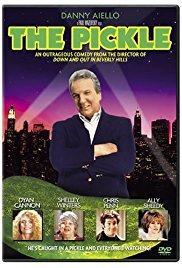 DANNY AIELLO
THE PICKLE
AN OUTRAGEOUS COMEDY FROM THE DIRECTOR OF
DOWN AND OUT IN BEVERLY HILLS
DYAN
CANNON
SHELLEY
WINTERS
CHRIS
PENN
ALLY
SHEEDY
HE'S CAUGHT IN A PICKLE AND EVERYONE'S WATCHING!
DVD